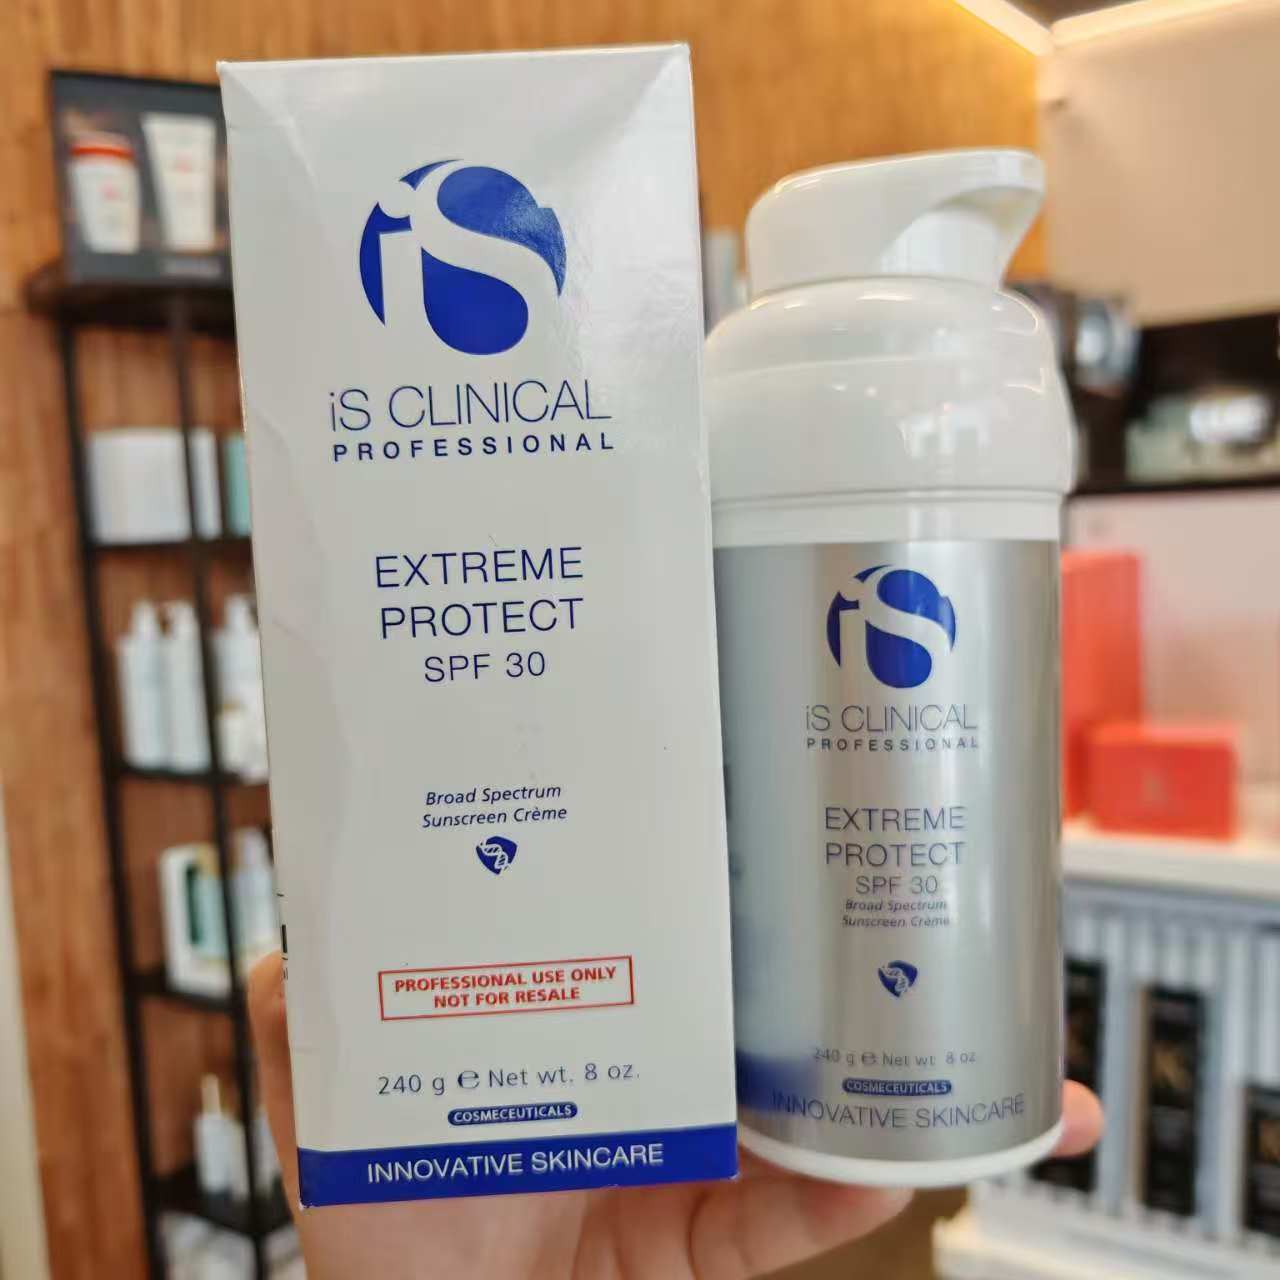 iS
iS CLINICAL
PROFESSIONAL
EXTREME
PROTECT
SPF 30
Broad Spectrum
Sunscreen Crème
PROFESSIONAL USE ONLY
NOT FOR RESALE
240 g ℮ Net wt. 8 oz.
COSMECEUTICALS
INNOVATIVE SKINCARE
iS
iS CLINICAL
PROFESSIONAL
EXTREME
PROTECT
SPF 30
Broad Spectrum
Sunscreen Crème
240 g ℮ Net wt. 8 oz.
COSMECEUTICALS
INNOVATIVE SKINCARE